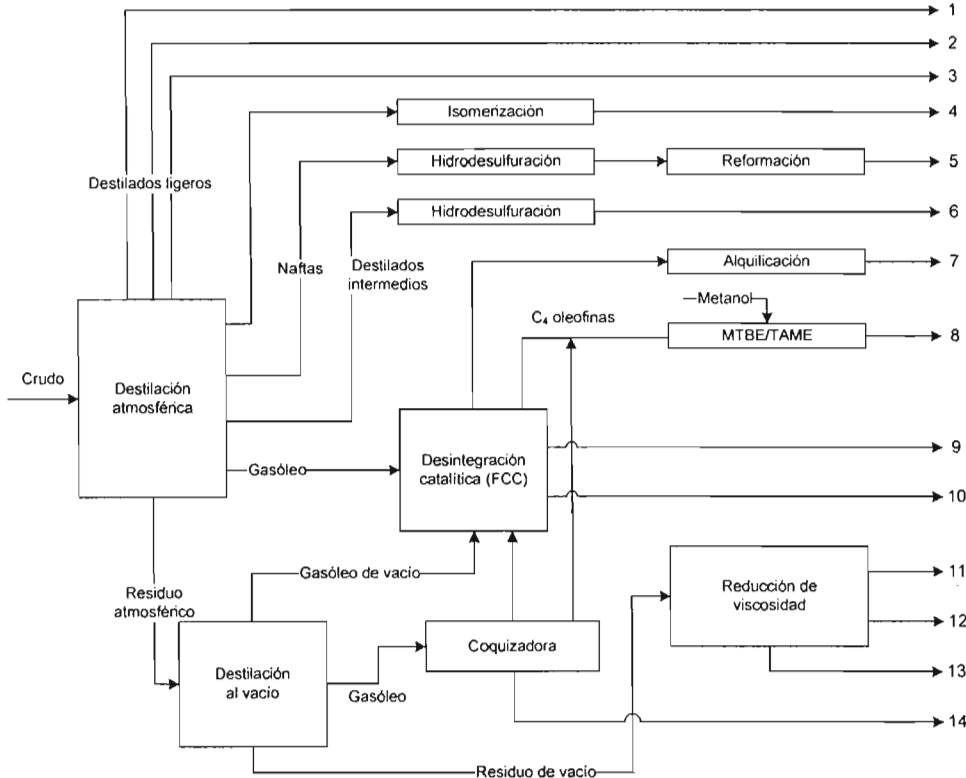 1
2
3
Isomerización
4
Hidrodesulfuración
Reformación
5
Destilados ligeros
Hidrodesulfuración
6
Naftas
Destilados
intermedios
Alquilicación
7
Metanol
C₄ oleofinas
MTBE/TAME
8
Crudo
Destilación
atmosférica
Desintegración
catalítica (FCC)
9
Gasóleo
10
Gasóleo de vacío
Reducción de
viscosidad
11
Residuo
atmosférico
12
Coquizadora
Destilación
al vacío
13
Gasóleo
14
Residuo de vacío